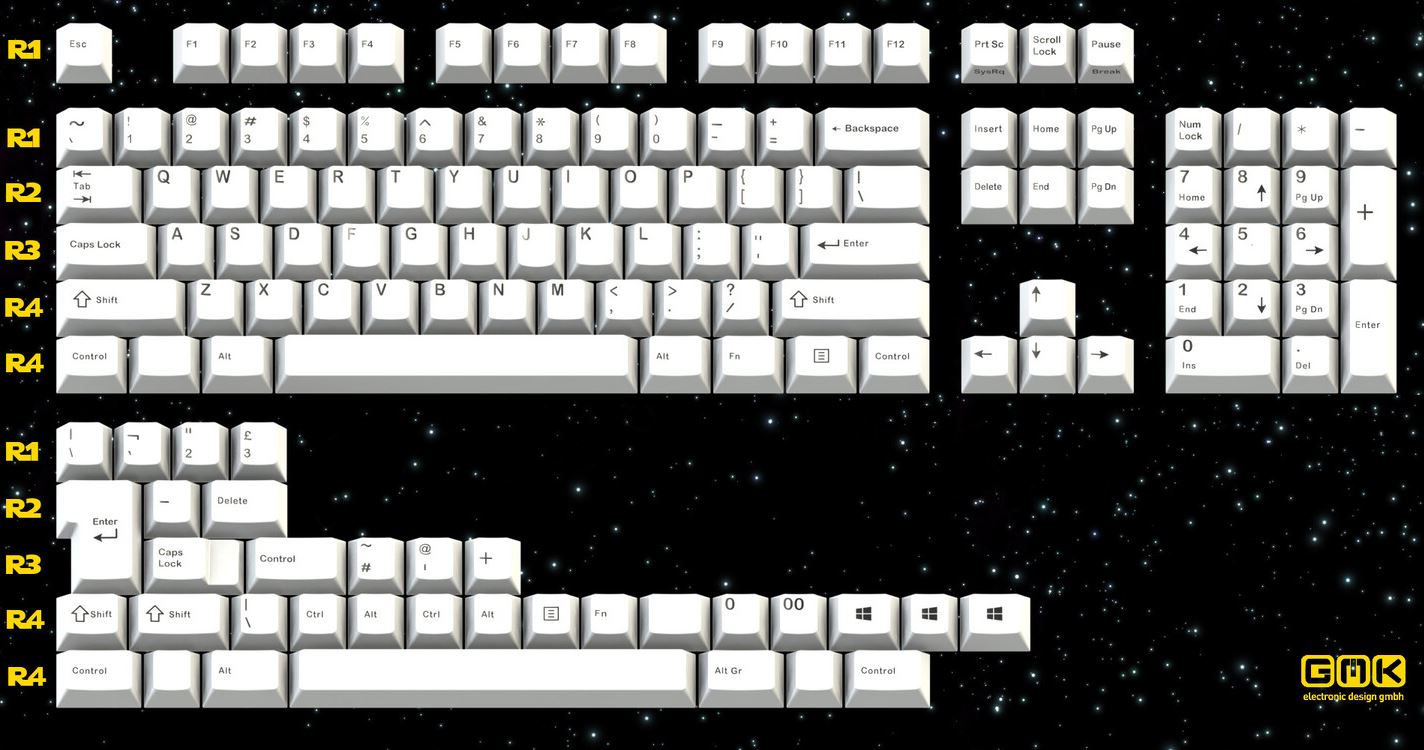 R1 Esc F1 F2 F3 F4 F5 F6 F7 F8 F9 F10 F11 F12 Prt Sc Scroll Lock Pause
SysRq Break
R1 ~ ! @ # $ % ^ & * ( ) _ + ← Backspace Insert Home Pg Up Num Lock / * -
` 1 2 3 4 5 6 7 8 9 0 - =
R2 Tab Q W E R T Y U I O P { } | Delete End Pg Dn 7 8 9 +
[ ] \ Home ↑ Pg Up
R3 Caps Lock A S D F G H J K L : " Enter 4 5 6
; ' ← →
R4 Shift Z X C V B N M < > ? Shift ↑ 1 2 3 Enter
, . / End ↓ Pg Dn
R4 Control Alt Alt Fn Control ← ↓ → 0 .
Ins Del
R1 | ¬ " £
\ ` 2 3
R2 Enter - Delete
R3 Caps Lock Control ~ @ +
# '
R4 Shift Shift | Ctrl Alt Ctrl Alt Fn 0 00
\
R4 Control Alt Alt Gr Control
GMK
electronic design gmbh